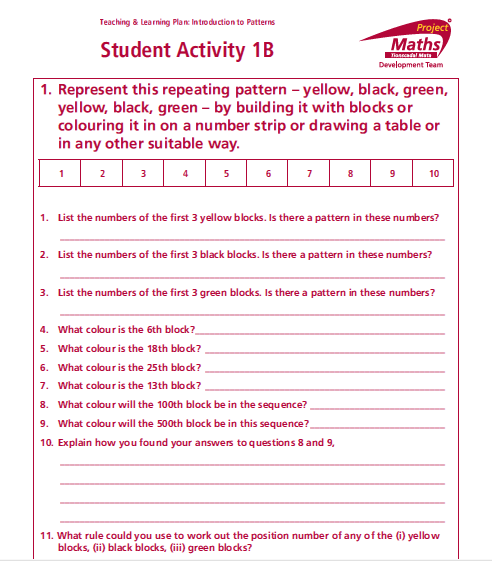 Teaching & Learning Plan: Introduction to Patterns
Student Activity 1B
Project
Maths
Development Team
1. Represent this repeating pattern – yellow, black, green,
yellow, black, green – by building it with blocks or
colouring it in on a number strip or drawing a table or
in any other suitable way.
1 2 3 4 5 6 7 8 9 10
1. List the numbers of the first 3 yellow blocks. Is there a pattern in these numbers?
2. List the numbers of the first 3 black blocks. Is there a pattern in these numbers?
3. List the numbers of the first 3 green blocks. Is there a pattern in these numbers?
4. What colour is the 6th block?
5. What colour is the 18th block?
6. What colour is the 25th block?
7. What colour is the 13th block?
8. What colour will the 100th block be in the sequence?
9. What colour will the 500th block be in this sequence?
10. Explain how you found your answers to questions 8 and 9,
11. What rule could you use to work out the position number of any of the (i) yellow
blocks, (ii) black blocks, (iii) green blocks?